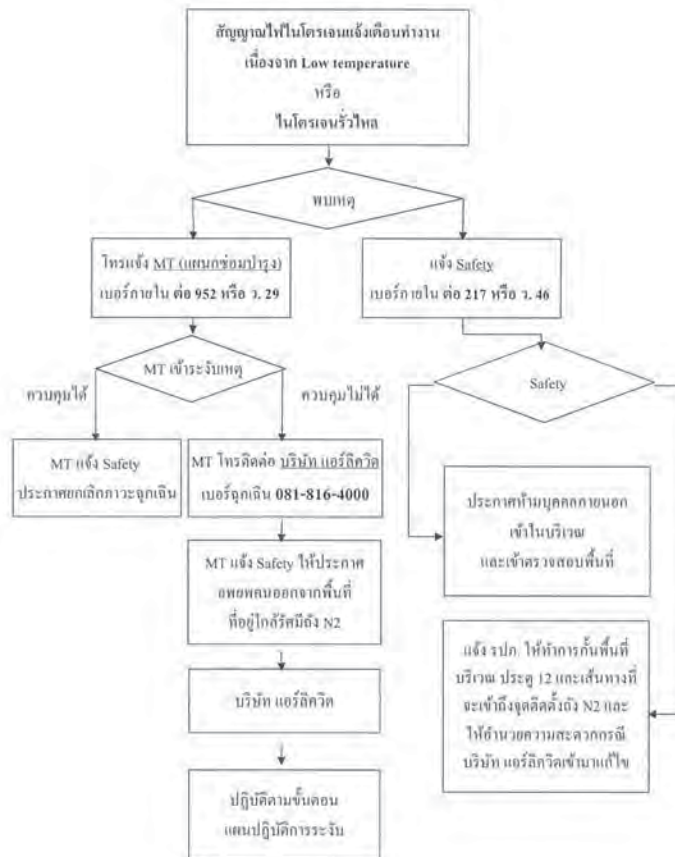 สัญญาณไฟไนโตรเจนแจ้งเตือนทำงาน
เนื่องจาก Low temperature
หรือ
ไนโตรเจนรั่วไหล
พบเหตุ
โทรแจ้ง MT (แผนกซ่อมบำรุง)
เบอร์ภายใน ต่อ 952 หรือ ว. 29
แจ้ง Safety
เบอร์ภายใน ต่อ 217 หรือ ว. 46
MT เข้าระงับเหตุ
ควบคุมได้
ควบคุมไม่ได้
Safety
MT แจ้ง Safety
ประกาศยกเลิกภาวะฉุกเฉิน
MT โทรติดต่อ บริษัท แอร์ลิควิด
เบอร์ฉุกเฉิน 081-816-4000
ประกาศห้ามบุคคลภายนอก
เข้าในบริเวณ
และเข้าตรวจสอบพื้นที่
MT แจ้ง Safety ให้ประกาศ
อพยพคนออกจากพื้นที่
ที่อยู่ใกล้รัศมีถัง N2
แจ้ง รปภ. ให้ทำการกั้นพื้นที่
บริเวณ ประตู 12 และเส้นทางที่
จะเข้าถึงจุดติดตั้งถัง N2 และ
ให้อำนวยความสะดวกกรณี
บริษัท แอร์ลิควิดเข้ามาแก้ไข
บริษัท แอร์ลิควิด
ปฏิบัติตามขั้นตอน
แผนปฏิบัติการระงับ